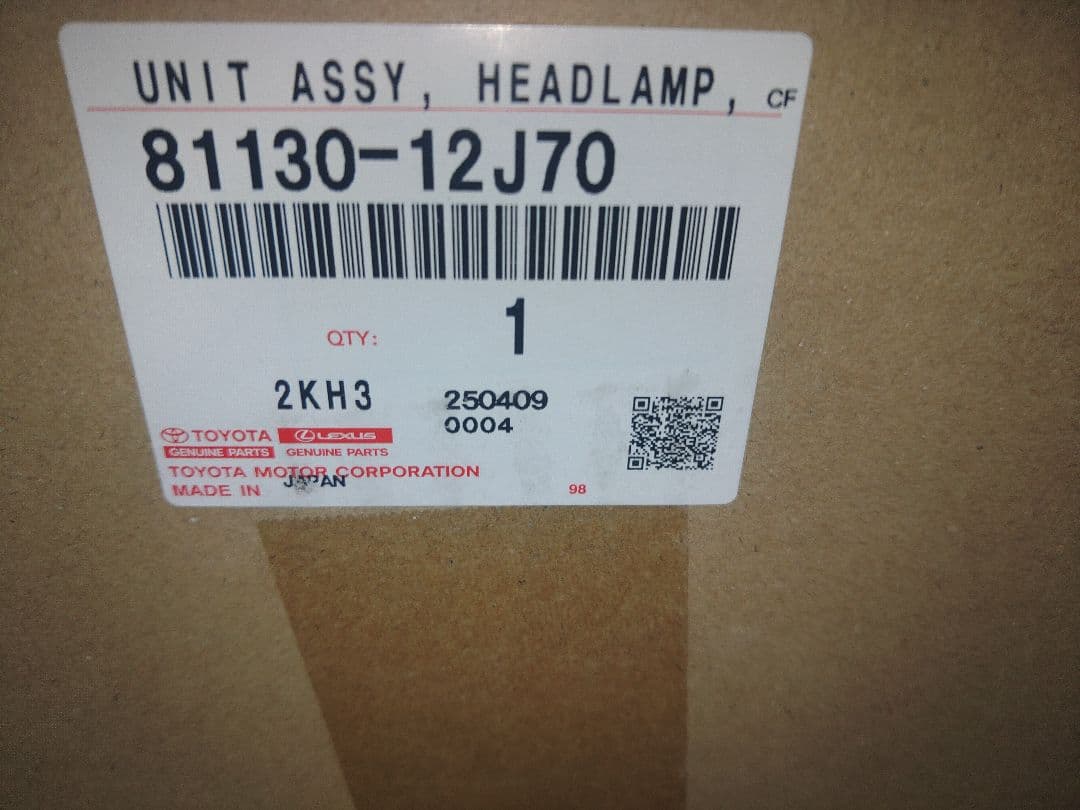 UNIT ASSY, HEADLAMP, CF
81130-12J70
QTY: 1
2KH3 250409
0004
TOYOTA LEXUS
GENUINE PARTS GENUINE PARTS
TOYOTA MOTOR CORPORATION
MADE IN JAPAN
98